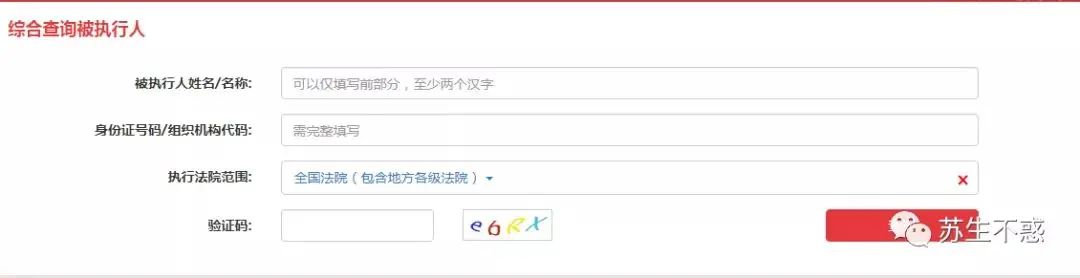 综合查询被执行人
被执行人姓名/名称: 可以仅填写前部分，至少两个汉字
身份证号码/组织机构代码: 需完整填写
执行法院范围: 全国法院（包含地方各级法院）
验证码: e6RX
苏生不惑